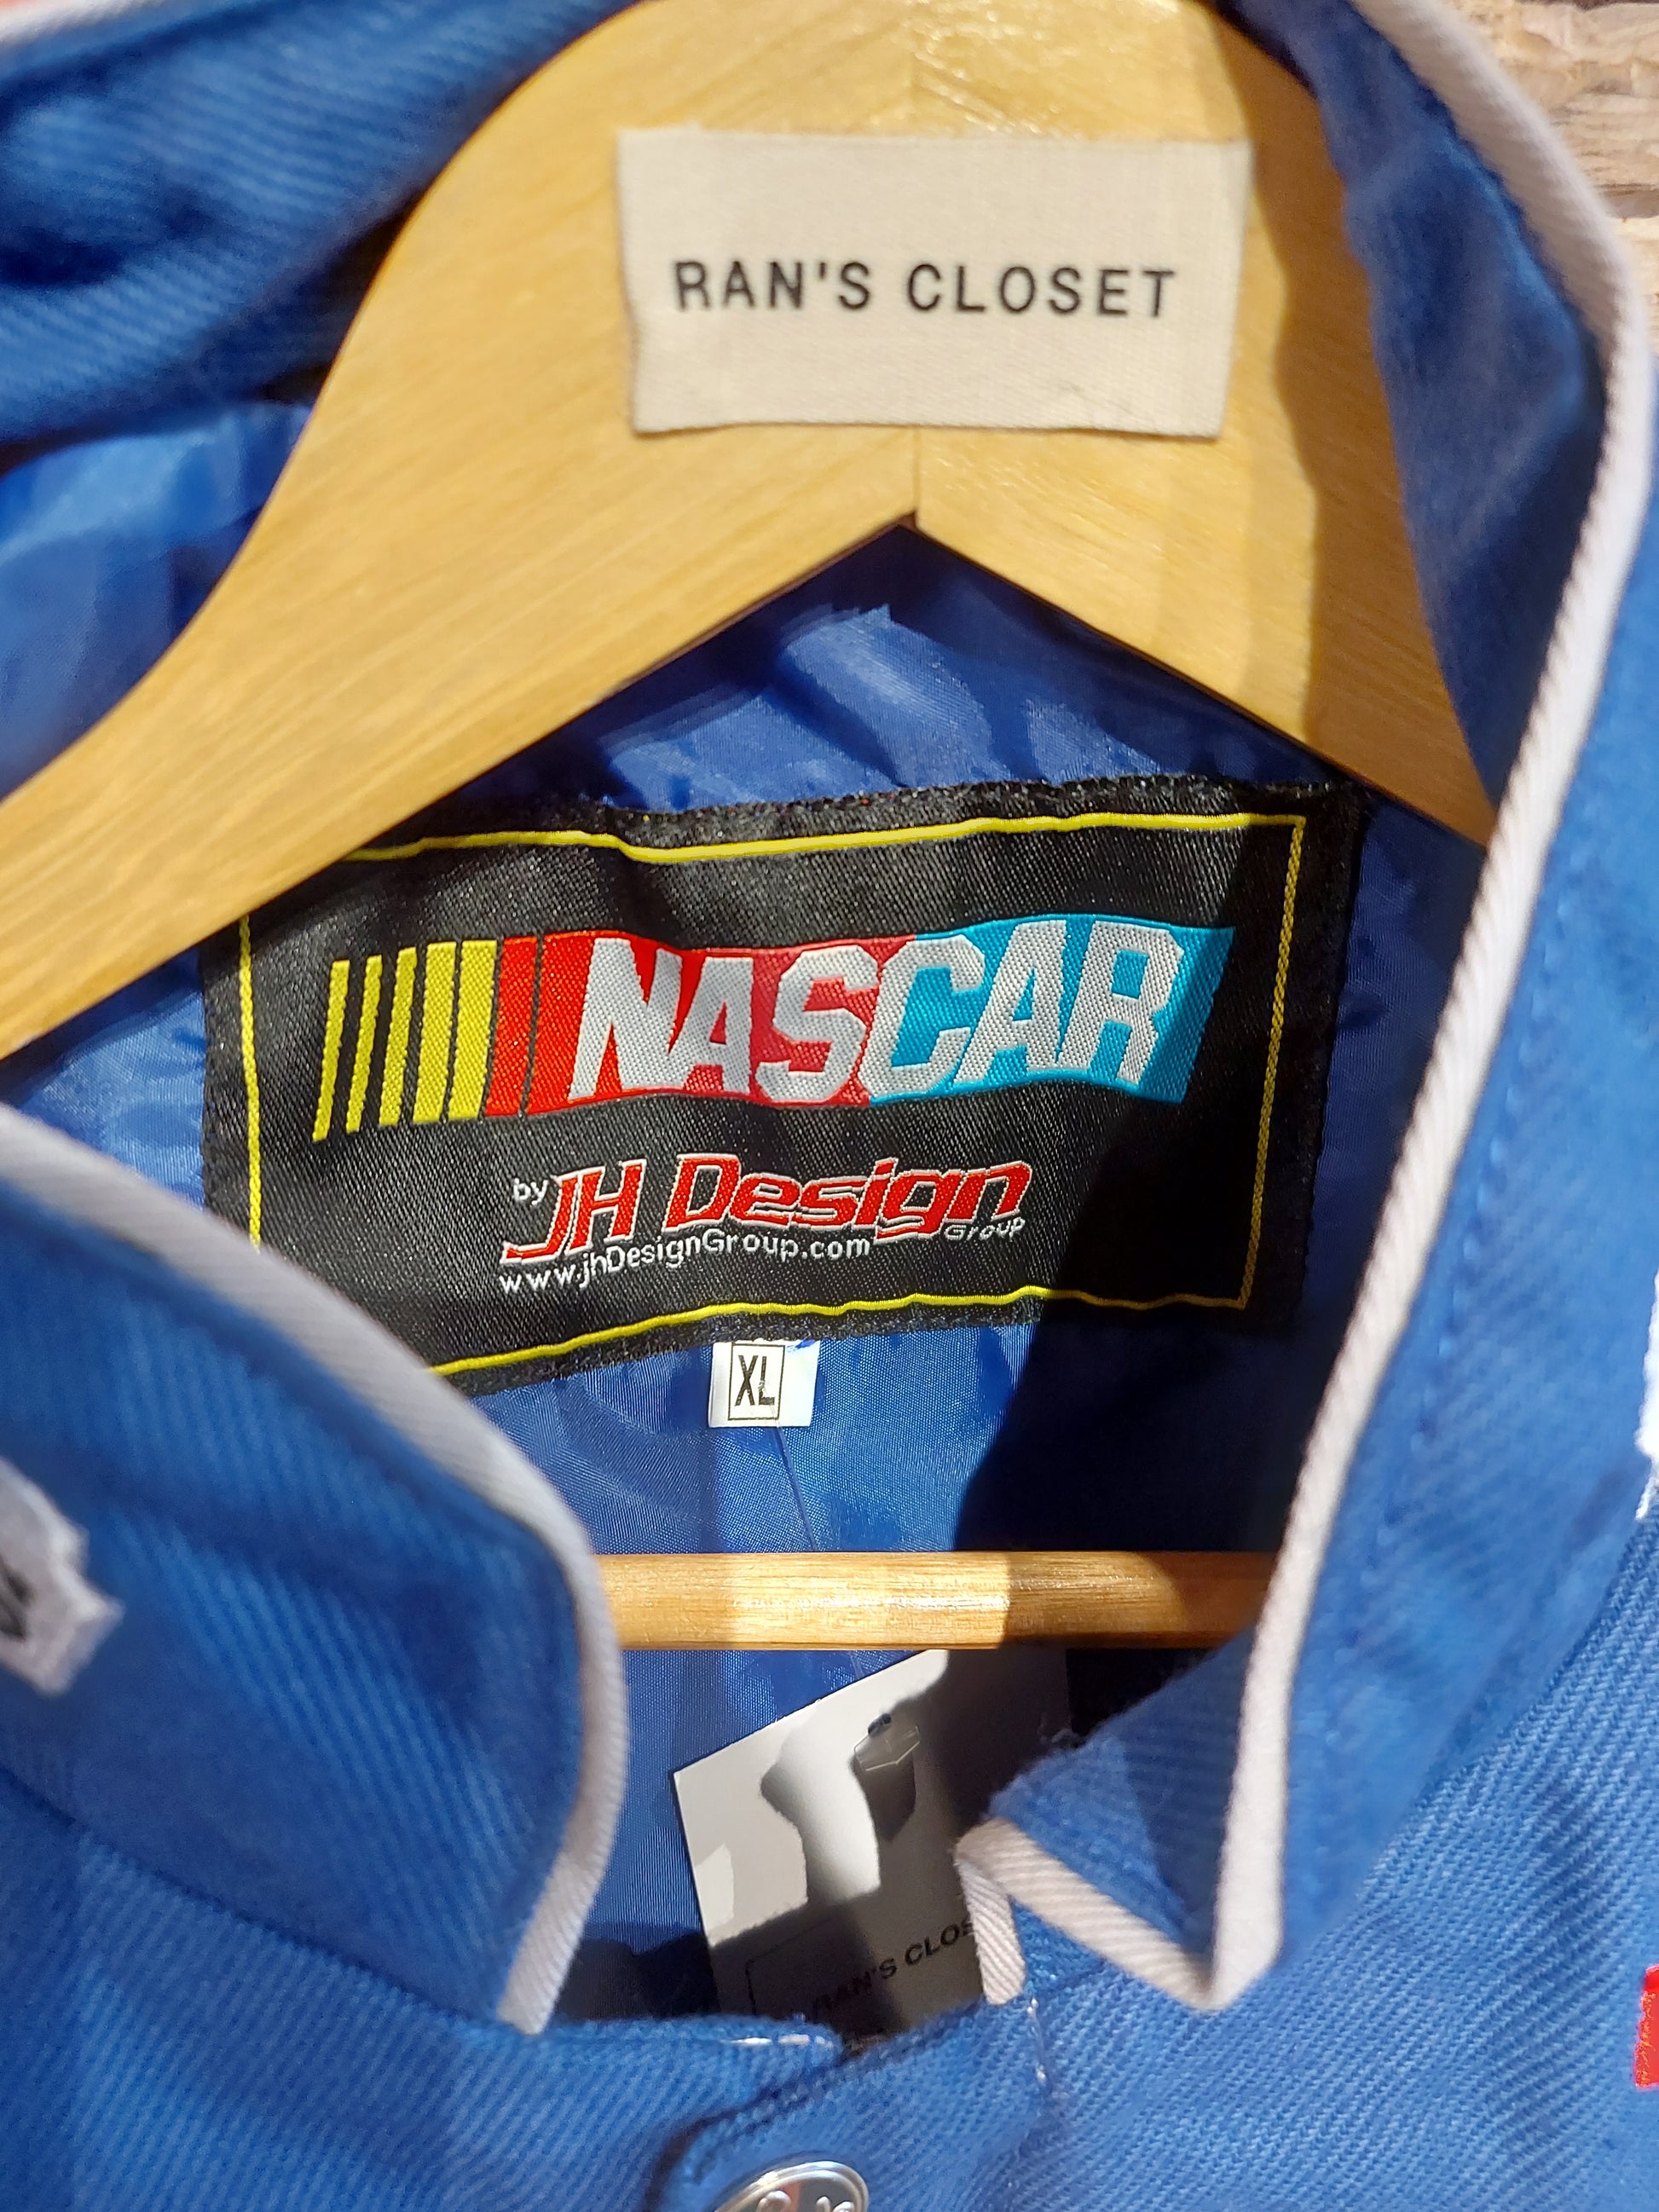 RAN'S CLOSET
NASCAR
by JH Design
Group
www.jhDesignGroup.com
XL
RAN'S CLOS